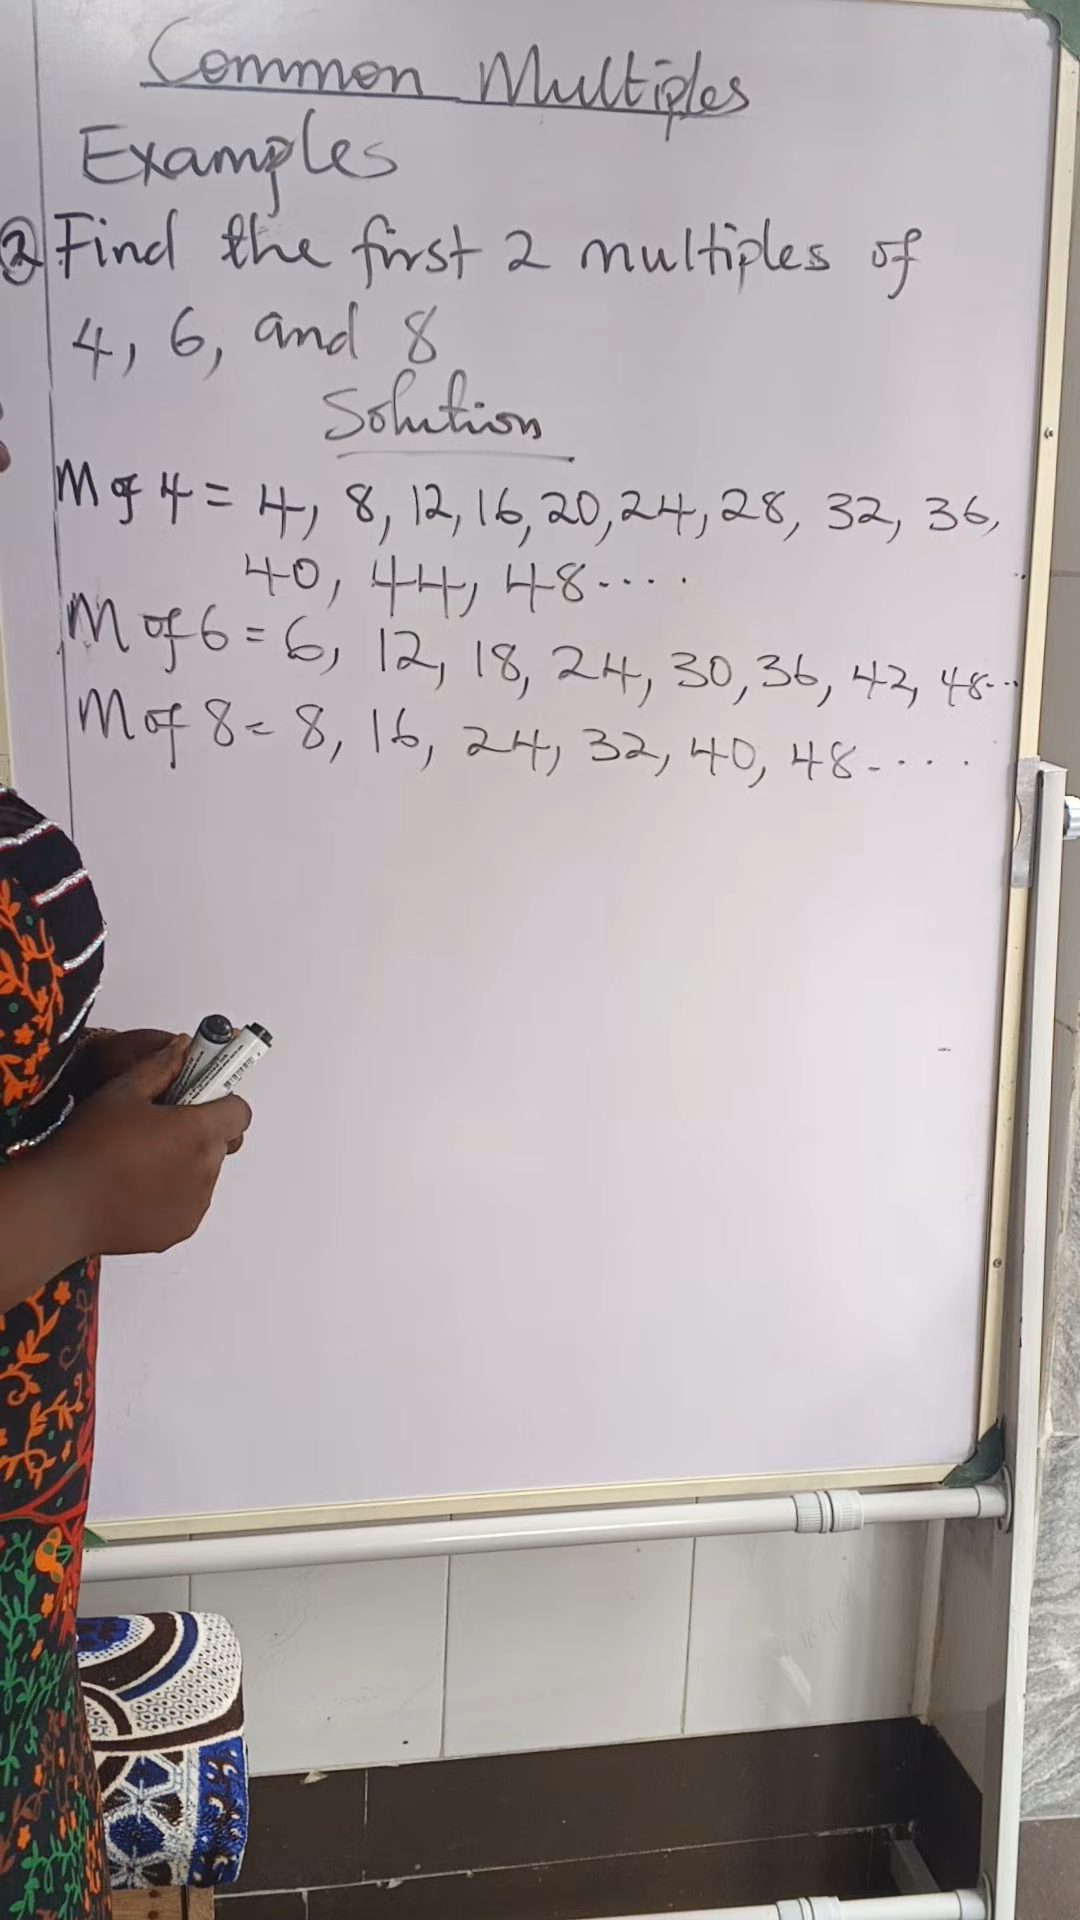 Common Multiples
Examples
② Find the first 2 multiples of
4, 6, and 8
Solution
M of 4 = 4, 8, 12, 16, 20, 24, 28, 32, 36,
40, 44, 48....
M of 6 = 6, 12, 18, 24, 30, 36, 42, 48...
M of 8 = 8, 16, 24, 32, 40, 48.....